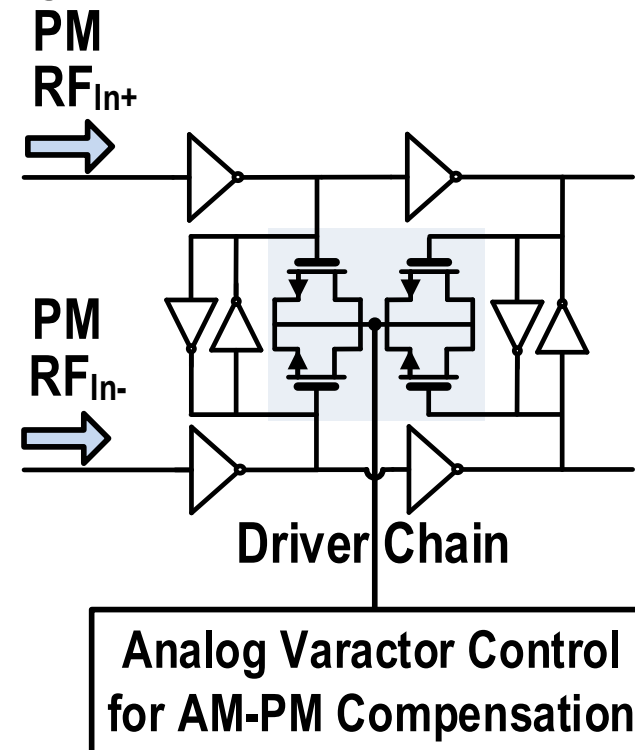 PM
RFIn+
PM
RFIn-
Driver Chain
Analog Varactor Control
for AM-PM Compensation